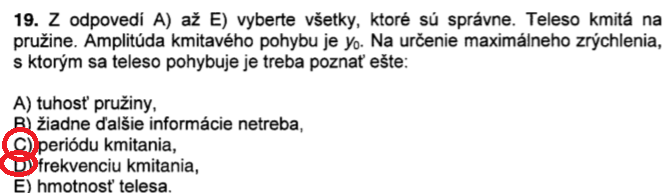 19. Z odpovedí A) až E) vyberte všetky, ktoré sú správne. Teleso kmitá na
pružine. Amplitúda kmitavého pohybu je y₀. Na určenie maximálneho zrýchlenia,
s ktorým sa teleso pohybuje je treba poznať ešte:
A) tuhosť pružiny,
B) žiadne ďalšie informácie netreba,
C) periódu kmitania,
D) frekvenciu kmitania,
E) hmotnosť telesa.